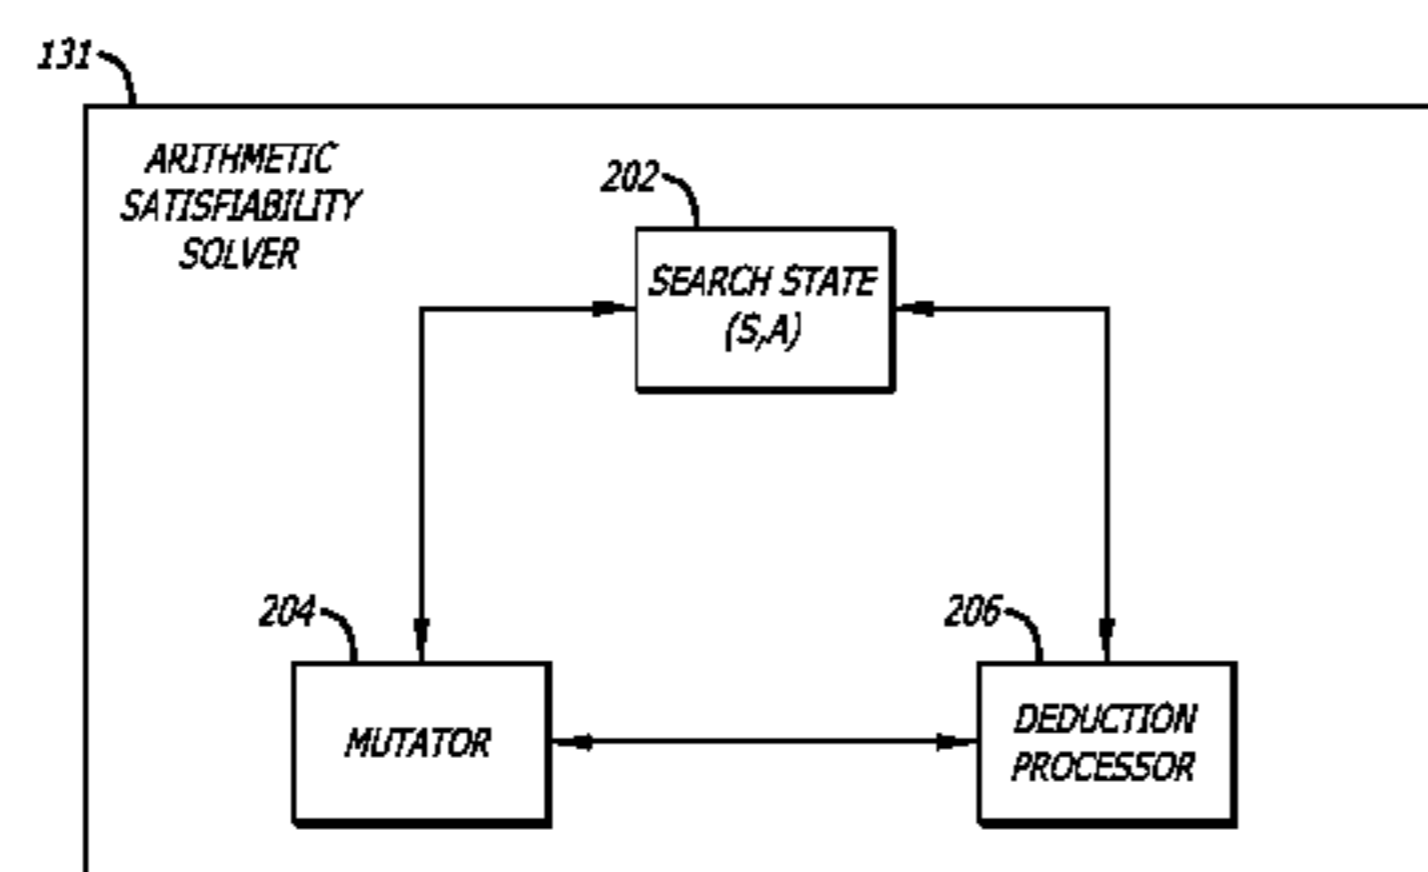 131
ARITHMETIC
SATISFIABILITY
SOLVER
202
SEARCH STATE
(S,A)
204
MUTATOR
206
DEDUCTION
PROCESSOR